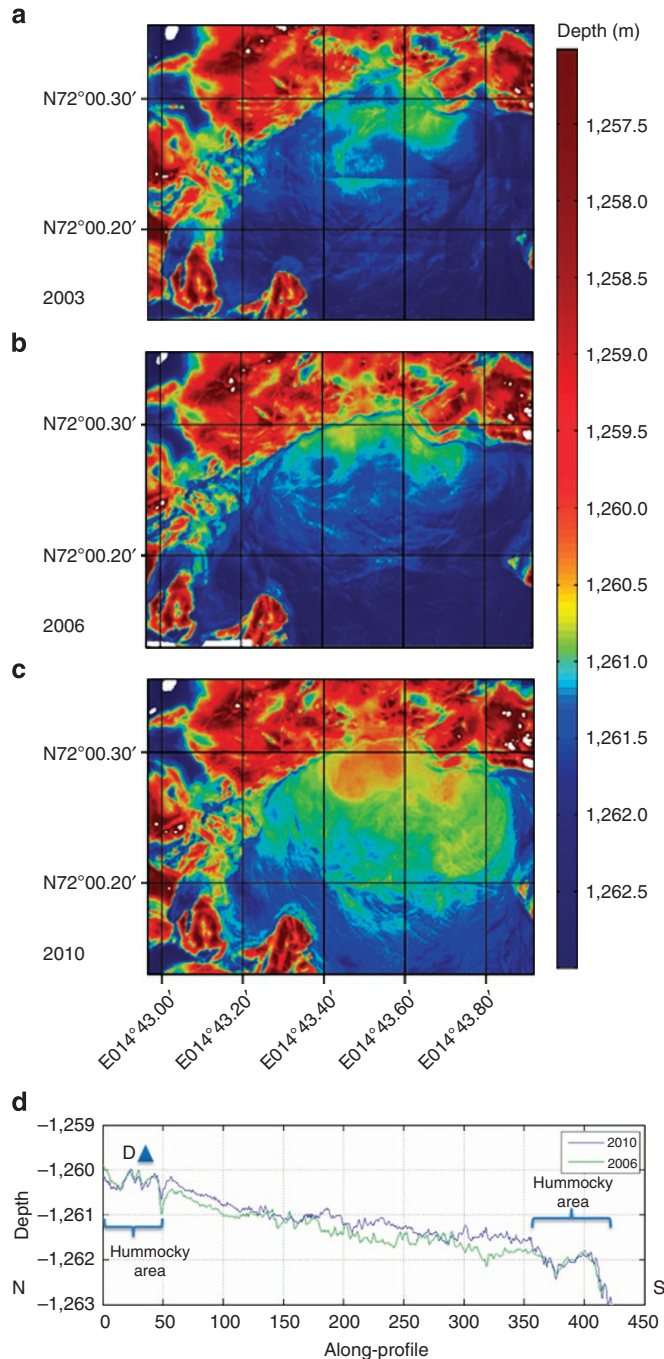 a
Depth (m)
N72°00.30′
N72°00.20′
2003
1,257.5
1,258.0
1,258.5
1,259.0
1,259.5
1,260.0
1,260.5
1,261.0
1,261.5
1,262.0
1,262.5
b
N72°00.30′
N72°00.20′
2006
c
N72°00.30′
N72°00.20′
2010
E014°43.00′
E014°43.20′
E014°43.40′
E014°43.60′
E014°43.80′
d
−1,259
−1,260
−1,261
−1,262
−1,263
Depth
D
2010
2006
Hummocky
area
Hummocky
area
N
S
0
50
100
150
200
250
300
350
400
450
Along-profile